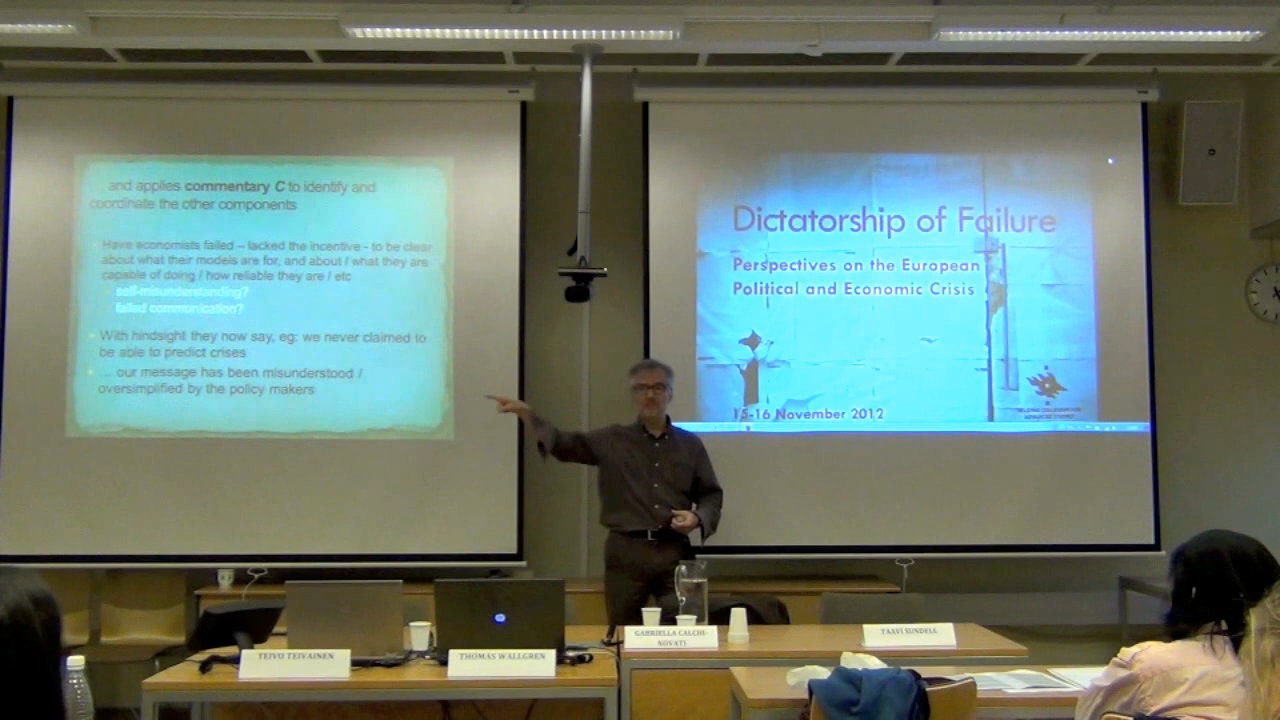 ... and applies commentary C to identify and
coordinate the other components
Have economists failed – lacked the incentive - to be clear
about what their models are for, and about / what they are
capable of doing / how reliable they are / etc
self-misunderstanding?
failed communication?
With hindsight they now say, eg: we never claimed to
be able to predict crises
... our message has been misunderstood /
oversimplified by the policy makers
Dictatorship of Failure
Perspectives on the European
Political and Economic Crisis
15-16 November 2012
TEIVO TEIVAINEN
THOMAS WALLGREN
GABRIELLA CALCHI-
NOVATI
TAAVI SUNDELL